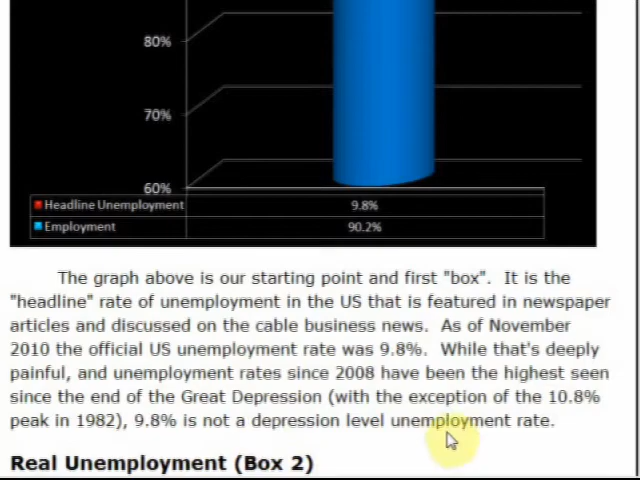 80%
70%
60%
Headline Unemployment 9.8%
Employment 90.2%
The graph above is our starting point and first "box". It is the
"headline" rate of unemployment in the US that is featured in newspaper
articles and discussed on the cable business news. As of November
2010 the official US unemployment rate was 9.8%. While that's deeply
painful, and unemployment rates since 2008 have been the highest seen
since the end of the Great Depression (with the exception of the 10.8%
peak in 1982), 9.8% is not a depression level unemployment rate.
Real Unemployment (Box 2)